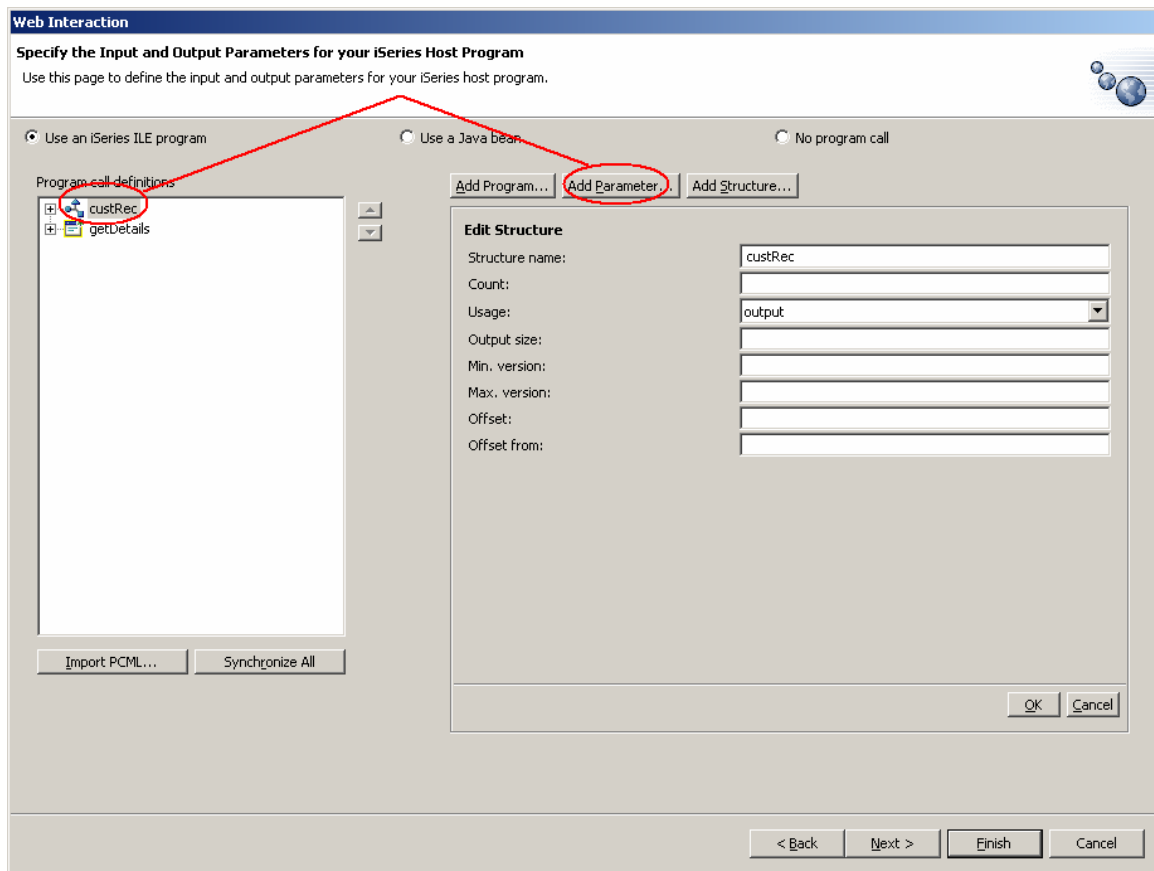 Web Interaction
Specify the Input and Output Parameters for your iSeries Host Program
Use this page to define the input and output parameters for your iSeries host program.
Use an iSeries ILE program
Use a Java bean
No program call
Program call definitions
custRec
getDetails
Add Program...
Add Parameter...
Add Structure...
Edit Structure
Structure name:
custRec
Count:
Usage:
output
Output size:
Min. version:
Max. version:
Offset:
Offset from:
Import PCML...
Synchronize All
OK
Cancel
< Back
Next >
Finish
Cancel